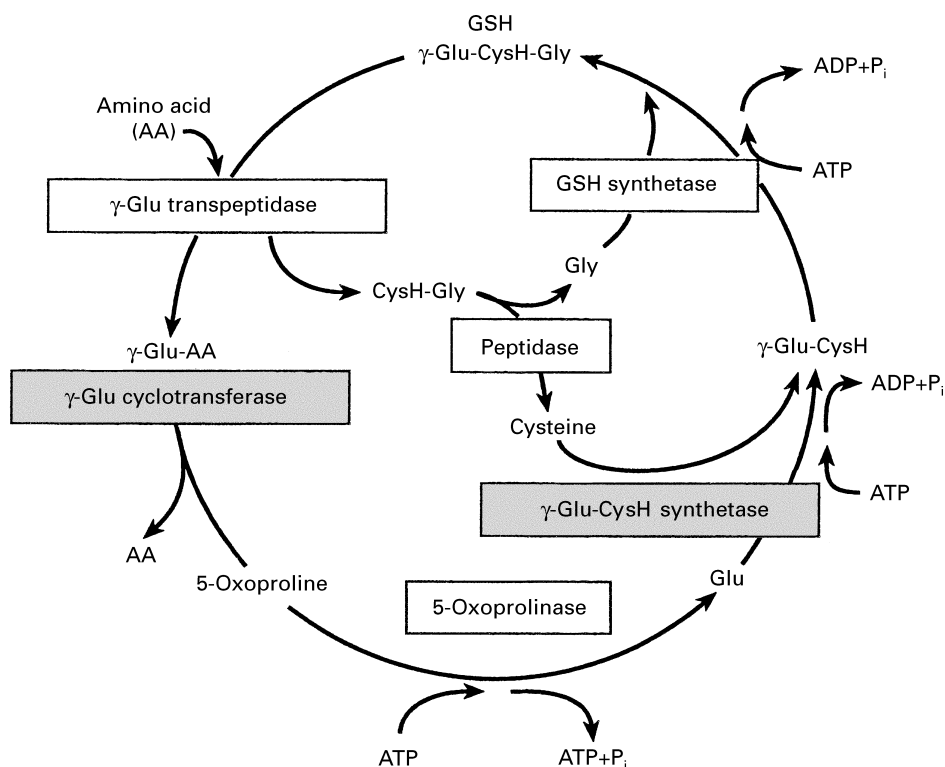 GSH
γ-Glu-CysH-Gly
ADP+Pi
Amino acid
(AA)
ATP
GSH synthetase
γ-Glu transpeptidase
Gly
CysH-Gly
Peptidase
γ-Glu-AA
γ-Glu-CysH
γ-Glu cyclotransferase
ADP+Pi
Cysteine
ATP
γ-Glu-CysH synthetase
AA
5-Oxoproline
Glu
5-Oxoprolinase
ATP
ATP+Pi